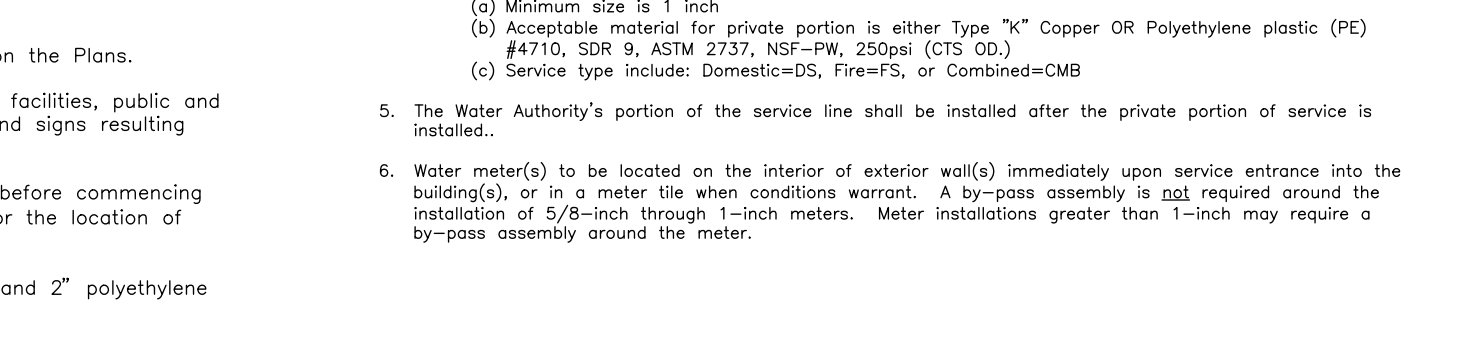 on the Plans.
facilities, public and
nd signs resulting
before commencing
or the location of
and 2” polyethylene
(a) Minimum size is 1 inch
(b) Acceptable material for private portion is either Type ”K” Copper OR Polyethylene plastic (PE)
#4710, SDR 9, ASTM 2737, NSF–PW, 250psi (CTS OD.)
(c) Service type include: Domestic=DS, Fire=FS, or Combined=CMB
5. The Water Authority’s portion of the service line shall be installed after the private portion of service is
installed..
6. Water meter(s) to be located on the interior of exterior wall(s) immediately upon service entrance into the
building(s), or in a meter tile when conditions warrant. A by–pass assembly is not required around the
installation of 5/8–inch through 1–inch meters. Meter installations greater than 1–inch may require a
by–pass assembly around the meter.